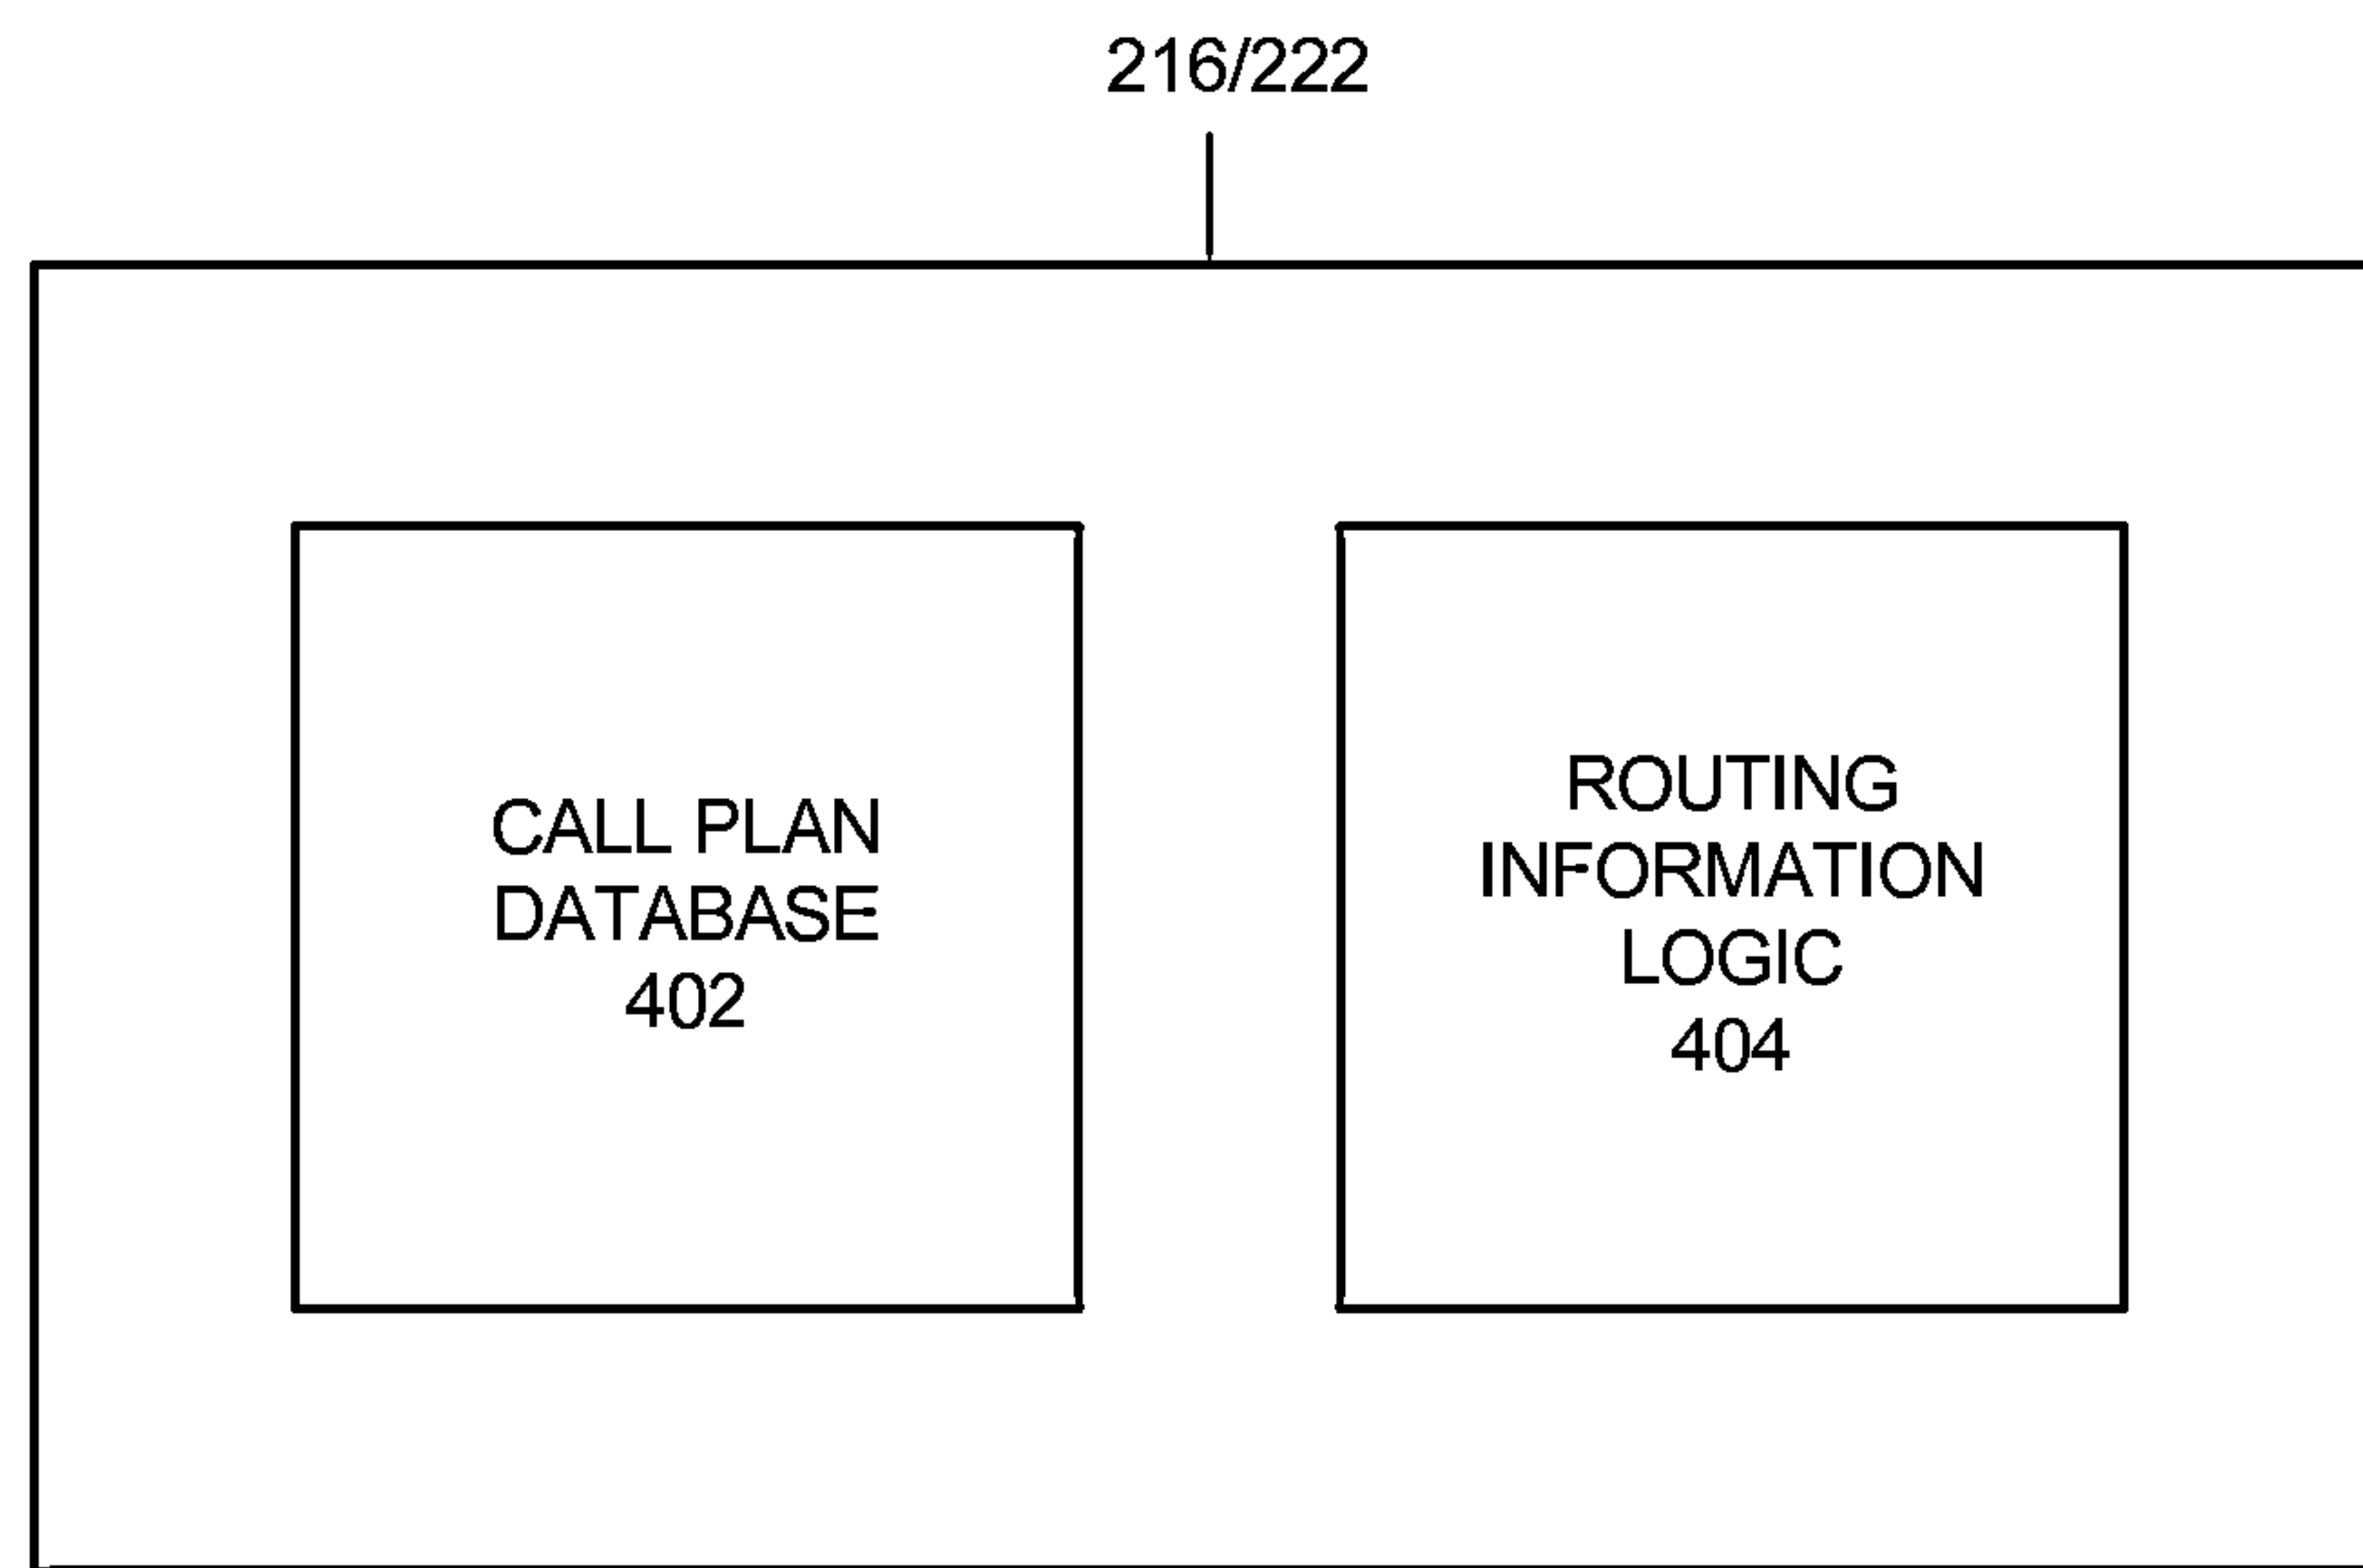 216/222
CALL PLAN
DATABASE
402
ROUTING
INFORMATION
LOGIC
404